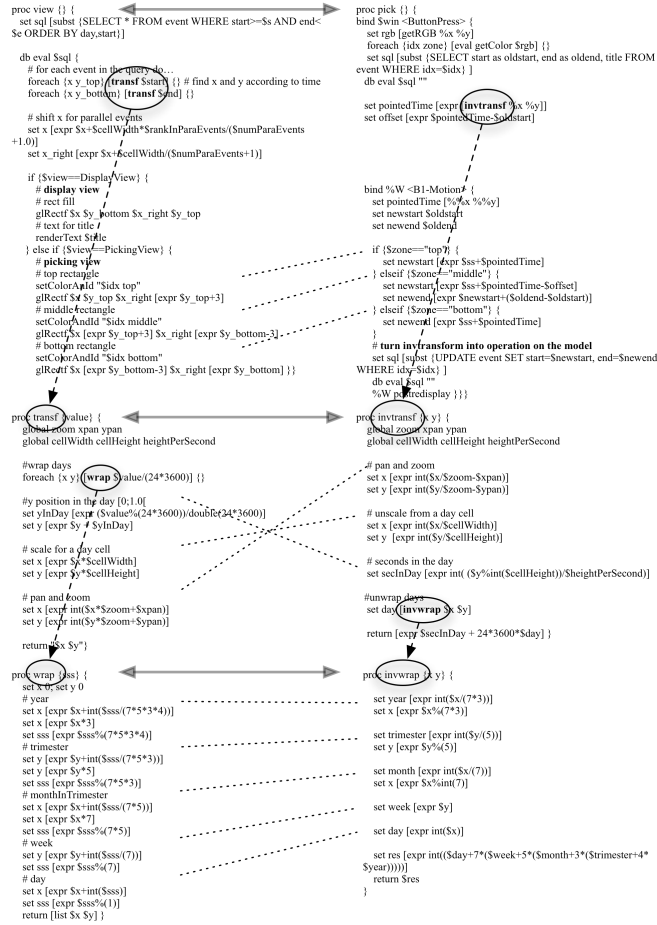 proc view {} {
set sql [subst {SELECT * FROM event WHERE start>=$s AND end<
$e ORDER BY day,start}]
db eval $sql {
# for each event in the query do…
foreach {x y_top} [transf $start] {} # find x and y according to time
foreach {x y_bottom} [transf $end] {}
# shift x for parallel events
set x [expr $x+$cellWidth*$rankInParaEvents/($numParaEvents
+1.0)]
set x_right [expr $x+$cellWidth/($numParaEvents+1)]
if {$view==DisplayView} {
# display view
# rect fill
glRectf $x $y_bottom $x_right $y_top
# text for title
renderText $title
} else if {$view==PickingView} {
# picking view
# top rectangle
setColorAndId "$idx top"
glRectf $x $y_top $x_right [expr $y_top+3]
# middle rectangle
setColorAndId "$idx middle"
glRectf $x [expr $y_top+3] $x_right [expr $y_bottom-3]
# bottom rectangle
setColorAndId "$idx bottom"
glRectf $x [expr $y_bottom-3] $x_right [expr $y_bottom] }}
proc transf {value} {
global zoom xpan ypan
global cellWidth cellHeight heightPerSecond
#wrap days
foreach {x y} [wrap $value/(24*3600)] {}
#y position in the day [0;1.0[
set yInDay [expr ($value%(24*3600))/double(24*3600)]
set y [expr $y + $yInDay]
# scale for a day cell
set x [expr $x*$cellWidth]
set y [expr $y*$cellHeight]
# pan and zoom
set x [expr int($x*$zoom+$xpan)]
set y [expr int($y*$zoom+$ypan)]
return "$x $y"}
proc wrap {sss} {
set x 0; set y 0
# year
set x [expr $x+int($sss/(7*5*3*4))]
set x [expr $x*3]
set sss [expr $sss%(7*5*3*4)]
# trimester
set y [expr $y+int($sss/(7*5*3))]
set y [expr $y*5]
set sss [expr $sss%(7*5*3)]
# monthInTrimester
set x [expr $x+int($sss/(7*5))]
set x [expr $x*7]
set sss [expr $sss%(7*5)]
# week
set y [expr $y+int($sss/(7))]
set sss [expr $sss%(7)]
# day
set x [expr $x+int($sss)]
set sss [expr $sss%(1)]
return [list $x $y] }
proc pick {} {
bind $win <ButtonPress> {
set rgb [getRGB %x %y]
foreach {idx zone} [eval getColor $rgb] {}
set sql [subst {SELECT start as oldstart, end as oldend, title FROM
event WHERE idx=$idx} ]
db eval $sql ""
set pointedTime [expr [invtransf %x %y]]
set offset [expr $pointedTime-$oldstart]
bind %W <B1-Motion> {
set pointedTime [%%x %%y]
set newstart $oldstart
set newend $oldend
if {$zone=="top"} {
set newstart [expr $ss+$pointedTime]
} elseif {$zone=="middle"} {
set newstart [expr $ss+$pointedTime-$offset]
set newend [expr $newstart+($oldend-$oldstart)]
} elseif {$zone=="bottom"} {
set newend [expr $ss+$pointedTime]
}
# turn invtransform into operation on the model
set sql [subst {UPDATE event SET start=$newstart, end=$newend
WHERE idx=$idx} ]
db eval $sql ""
%W postredisplay }}}
proc invtransf {x y} {
global zoom xpan ypan
global cellWidth cellHeight heightPerSecond
# pan and zoom
set x [expr int($x/$zoom-$xpan)]
set y [expr int($y/$zoom-$ypan)]
# unscale from a day cell
set x [expr int($x/$cellWidth)]
set y [expr int($y/$cellHeight)]
# seconds in the day
set secInDay [expr int( ($y%int($cellHeight))/$heightPerSecond)]
#unwrap days
set day [invwrap $x $y]
return [expr $secInDay + 24*3600*$day] }
proc invwrap {x y} {
set year [expr int($x/(7*3))]
set x [expr $x%(7*3)]
set trimester [expr int($y/(5))]
set y [expr $y%(5)]
set month [expr int($x/(7))]
set x [expr $x%int(7)]
set week [expr $y]
set day [expr int($x)]
set res [expr int(($day+7*($week+5*($month+3*($trimester+4*
$year)))))]
return $res
}